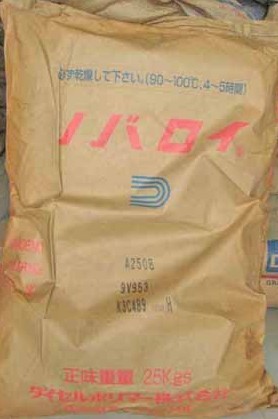 必ず乾燥して下さい。(90〜100℃.4〜5時間)
ノバロイ
A2508
9V953
H
正味重量 25Kgs
ダイセルポリマー株式会社